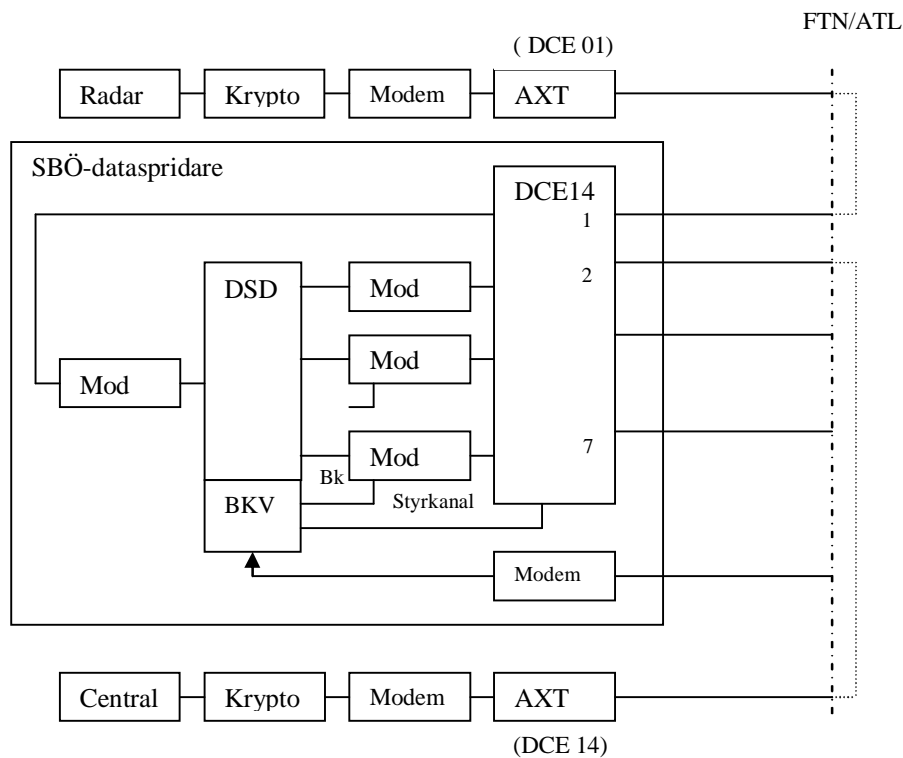 FTN/ATL
( DCE 01)
Radar
Krypto
Modem
AXT
SBÖ-dataspridare
DCE14
1
DSD
Mod
2
Mod
Mod
Mod
7
Bk
BKV
Styrkanal
Modem
Central
Krypto
Modem
AXT
(DCE 14)